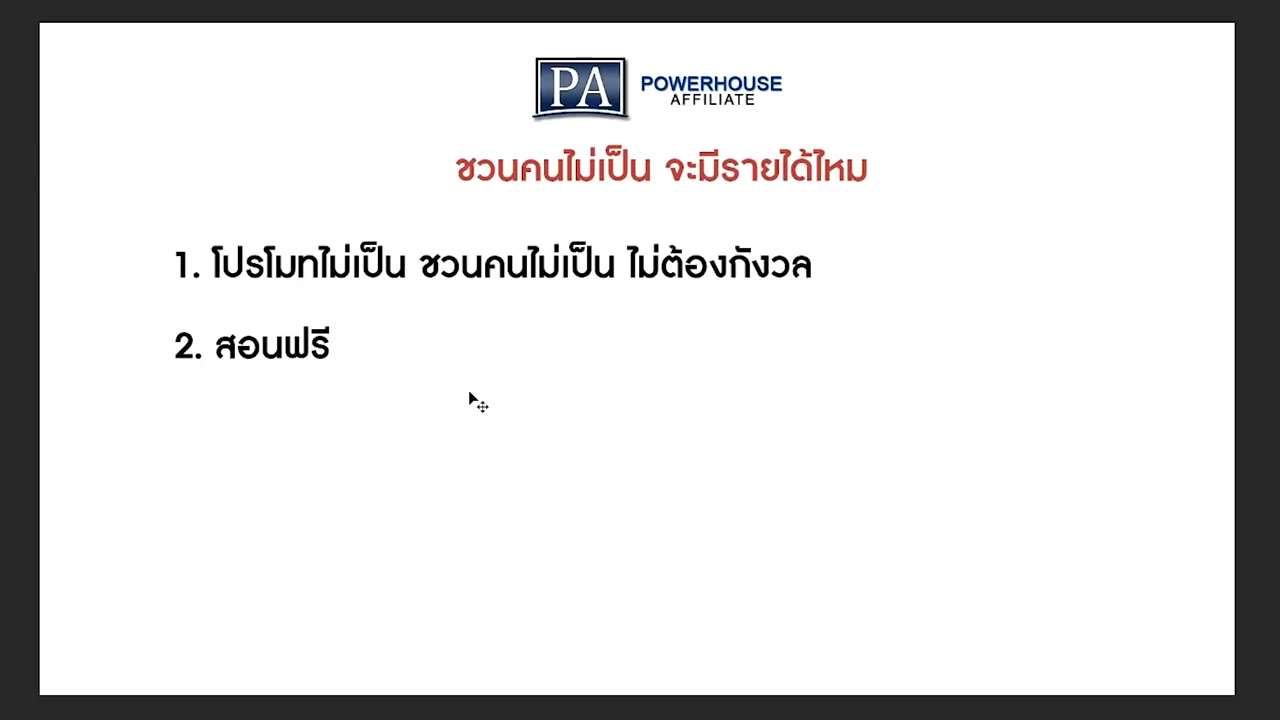 PA
POWERHOUSE
AFFILIATE
ชวนคนไม่เป็น จะมีรายได้ไหม
1. โปรโมทไม่เป็น ชวนคนไม่เป็น ไม่ต้องกังวล
2. สอนฟรี